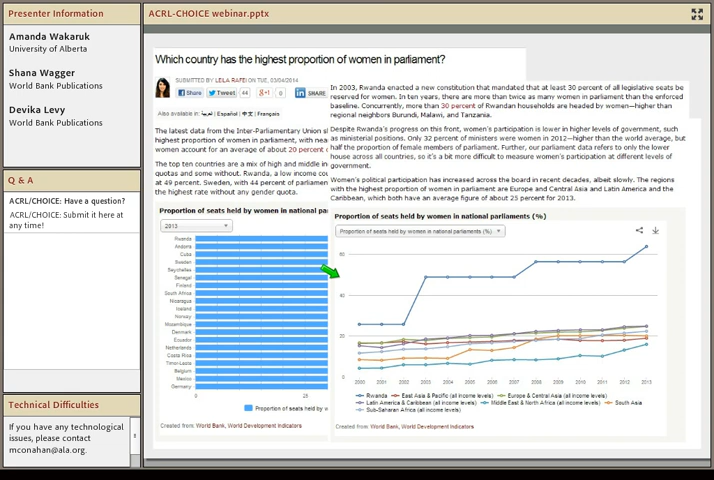 Presenter Information
Amanda Wakaruk
University of Alberta
Shana Wagger
World Bank Publications
Devika Levy
World Bank Publications
Q & A
ACRL/CHOICE: Have a question?
ACRL/CHOICE: Submit it here at
any time!
Technical Difficulties
If you have any technological
issues, please contact
mconahan@ala.org.
ACRL-CHOICE webinar.pptx
Which country has the highest proportion of women in parliament?
SUBMITTED BY LEILA RAFEI ON TUE, 03/04/2014
Share Tweet 44 +1 0 SHARE
Also available in: العربية | Español | 中文 | Français
The latest data from the Inter-Parliamentary Union s
highest proportion of women in parliament, with nea
women account for an average of about 20 percent o
The top ten countries are a mix of high and middle in
quotas and some without. Rwanda, a low income cou
at 49 percent. Sweden, with 44 percent of parliamen
the highest rate without any gender quota.
Proportion of seats held by women in national par
2013
Rwanda
Andorra
Cuba
Sweden
Seychelles
Senegal
Finland
South Africa
Nicaragua
Iceland
Norway
Mozambique
Denmark
Ecuador
Netherlands
Costa Rica
Timor-Leste
Belgium
Mexico
Germany
0 25
Proportion of seats held by w
Created from: World Bank, World Development Indicators
In 2003, Rwanda enacted a new constitution that mandated that at least 30 percent of all legislative seats be
reserved for women. In ten years, there are more than twice as many women in parliament than the enforced
baseline. Concurrently, more than 30 percent of Rwandan households are headed by women—higher than
regional neighbors Burundi, Malawi, and Tanzania.
Despite Rwanda's progress on this front, women's participation is lower in higher levels of government, such
as ministerial positions. Only 32 percent of ministers were women in 2012—higher than the world average, but
half the proportion of female members of parliament. Further, our parliament data refers to only the lower
house across all countries, so it's a bit more difficult to measure women's participation at different levels of
government.
Women's political participation has increased across the board in recent decades, albeit slowly. The regions
with the highest proportion of women in parliament are Europe and Central Asia and Latin America and the
Caribbean, which both have an average figure of about 25 percent for 2013.
Proportion of seats held by women in national parliaments (%)
Proportion of seats held by women in national parliaments (%)
60
40
20
0
2000 2001 2002 2003 2004 2005 2006 2007 2008 2009 2010 2011 2012 2013
Rwanda East Asia & Pacific (all income levels) Europe & Central Asia (all income levels)
Latin America & Caribbean (all income levels) Middle East & North Africa (all income levels) South Asia
Sub-Saharan Africa (all income levels)
Created from: World Bank, World Development Indicators